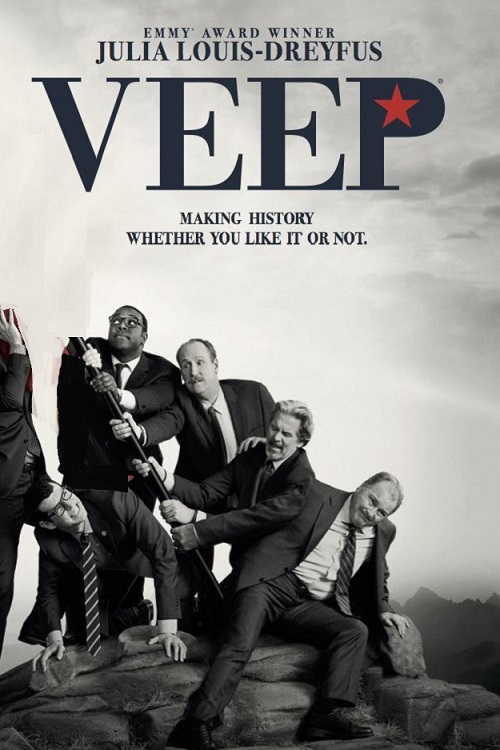 EMMY® AWARD WINNER
JULIA LOUIS-DREYFUS
VEEP®
MAKING HISTORY
WHETHER YOU LIKE IT OR NOT.